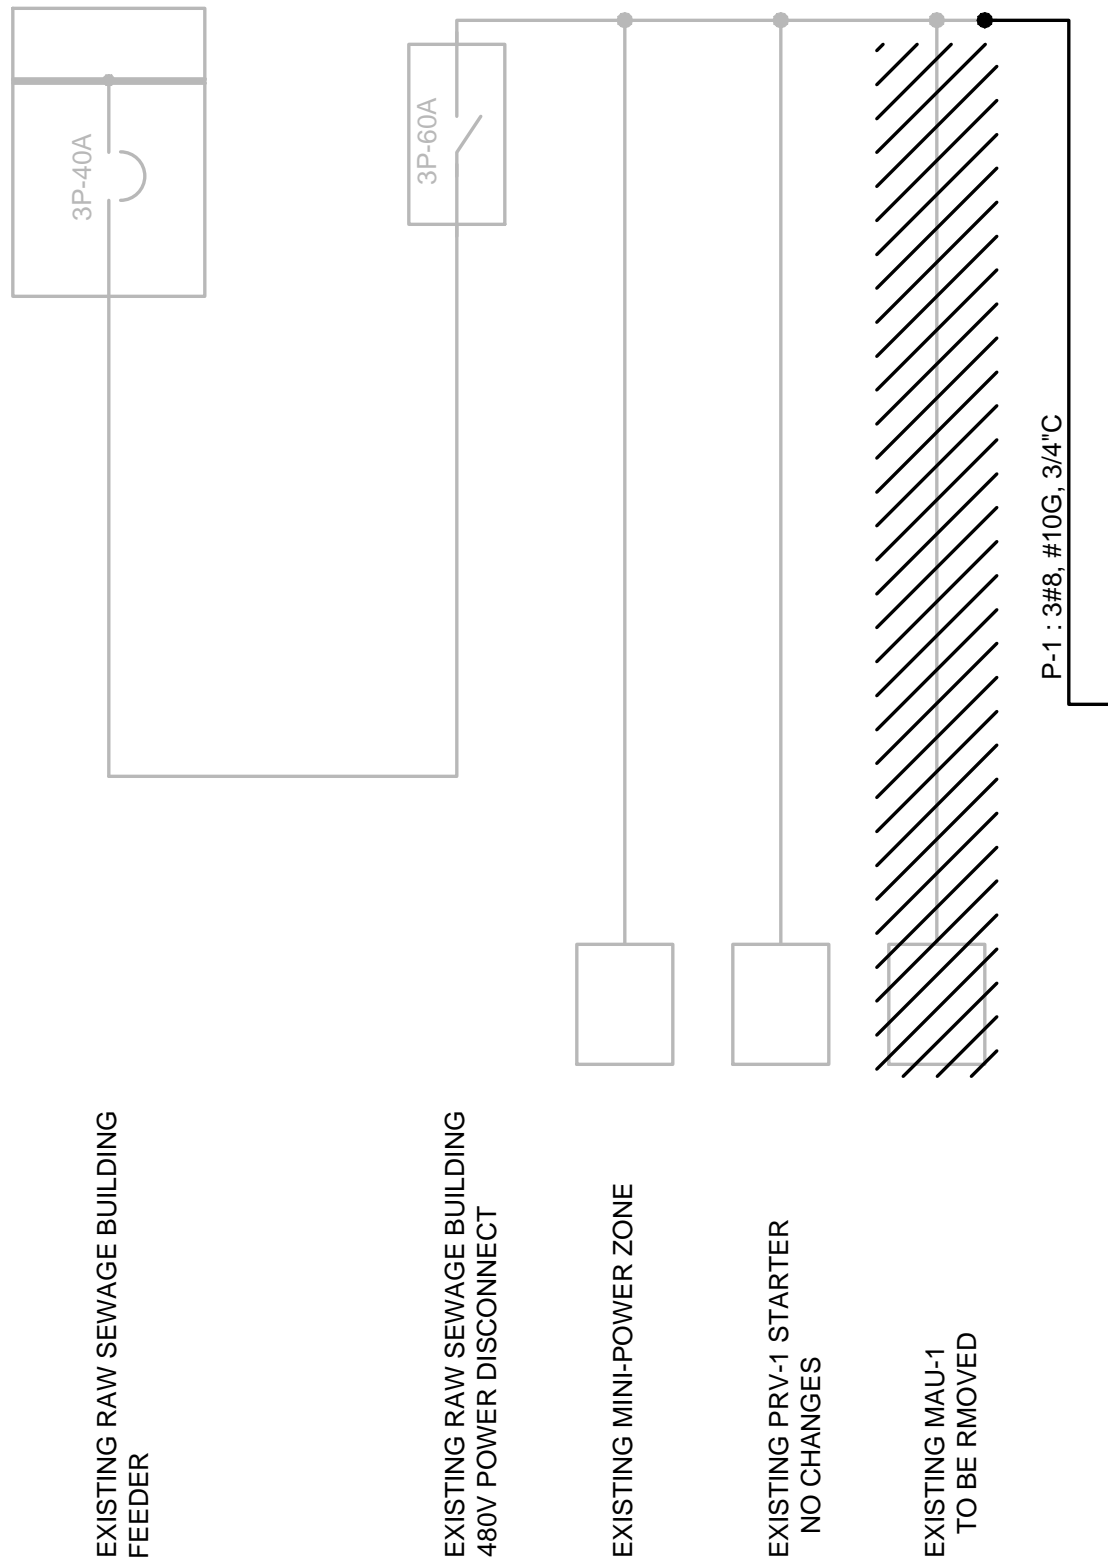 3P-40A
3P-60A
P-1 : 3#8, #10G, 3/4"C
EXISTING RAW SEWAGE BUILDING
FEEDER
EXISTING RAW SEWAGE BUILDING
480V POWER DISCONNECT
EXISTING MINI-POWER ZONE
EXISTING PRV-1 STARTER
NO CHANGES
EXISTING MAU-1
TO BE RMOVED